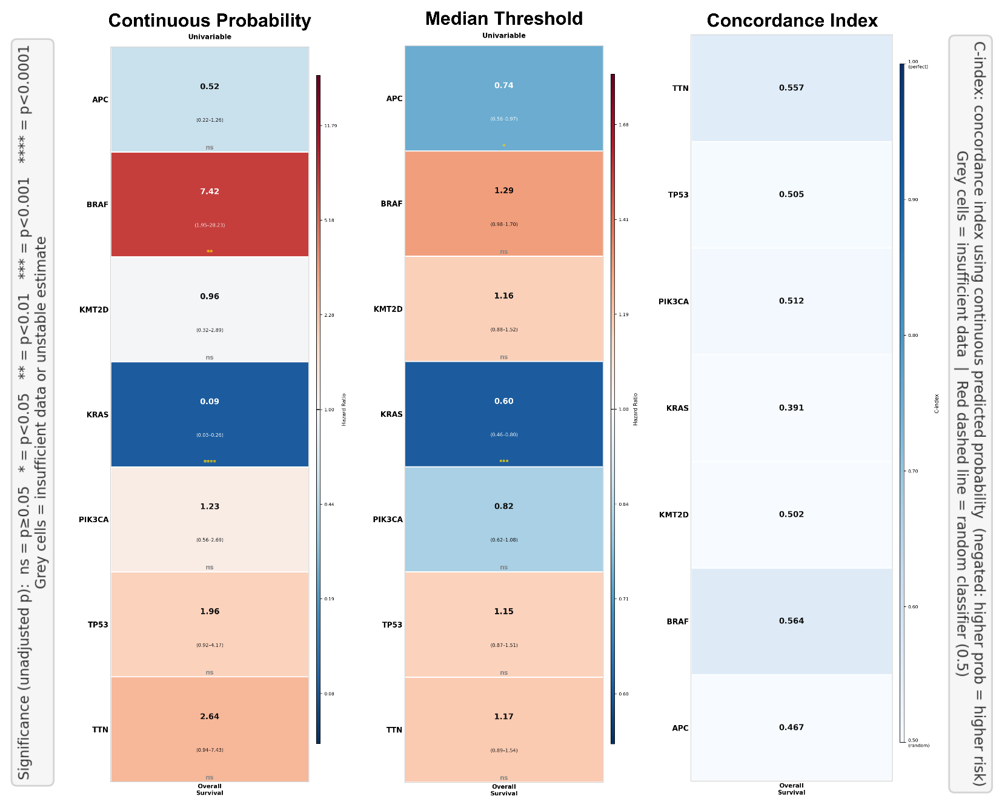 Significance (unadjusted p):  ns = p≥0.05   * = p<0.05   ** = p<0.01   *** = p<0.001   **** = p<0.0001
Grey cells = insufficient data or unstable estimate
Continuous Probability
Univariable
APC
0.52
(0.22–1.26)
ns
BRAF
7.42
(1.95–28.23)
**
KMT2D
0.96
(0.32–2.89)
ns
KRAS
0.09
(0.03–0.26)
****
PIK3CA
1.23
(0.56–2.69)
ns
TP53
1.96
(0.92–4.17)
ns
TTN
2.64
(0.94–7.43)
ns
Overall
Survival
11.79
5.18
2.28
1.00
0.44
0.19
0.08
Hazard Ratio
Median Threshold
Univariable
APC
0.74
(0.56–0.97)
*
BRAF
1.29
(0.98–1.70)
ns
KMT2D
1.16
(0.88–1.52)
ns
KRAS
0.60
(0.46–0.80)
***
PIK3CA
0.82
(0.62–1.08)
ns
TP53
1.15
(0.87–1.51)
ns
TTN
1.17
(0.89–1.54)
ns
Overall
Survival
1.68
1.41
1.19
1.00
0.84
0.71
0.60
Hazard Ratio
Concordance Index
TTN
0.557
TP53
0.505
PIK3CA
0.512
KRAS
0.391
KMT2D
0.502
BRAF
0.564
APC
0.467
Overall
Survival
1.00
(perfect)
0.90
0.80
0.70
0.60
0.50
(random)
C-index
C-index: concordance index using continuous predicted probability  (negated: higher prob = higher risk)
Grey cells = insufficient data  |  Red dashed line = random classifier (0.5)